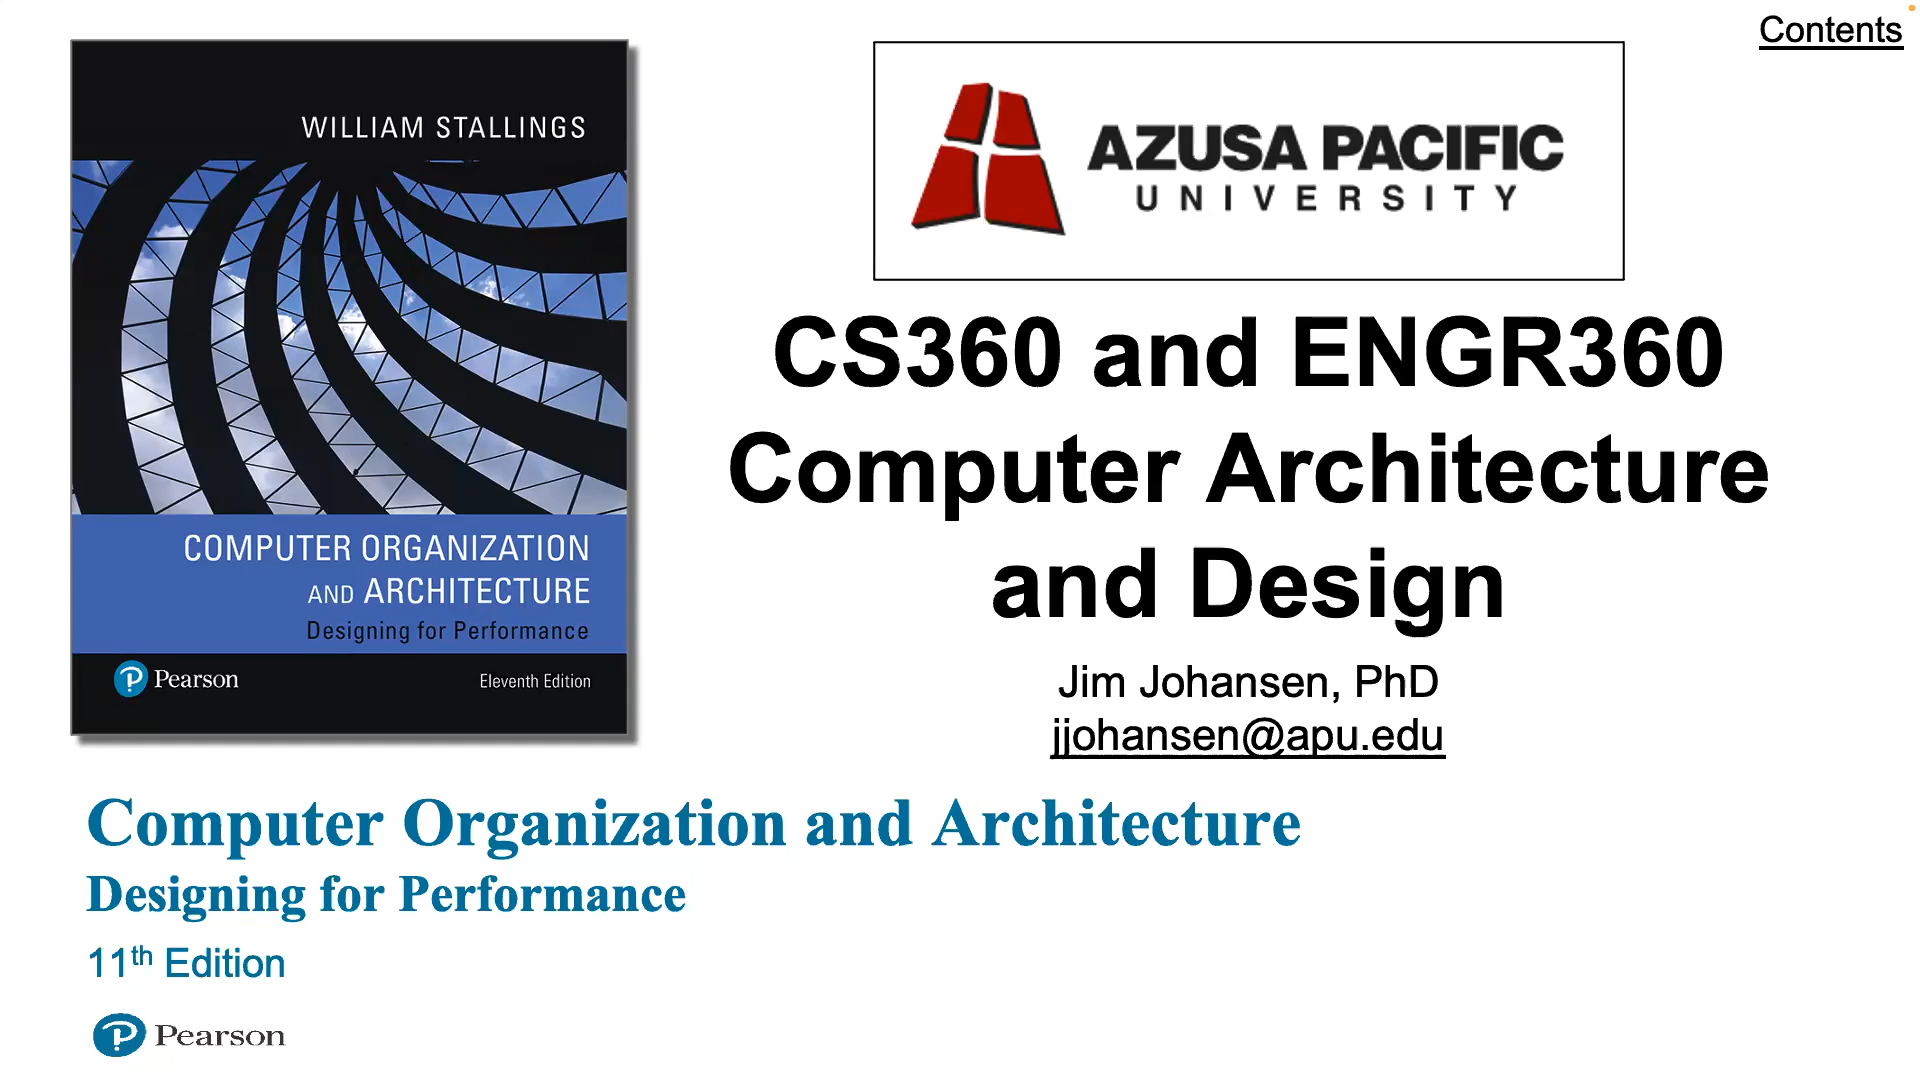 Contents
WILLIAM STALLINGS
COMPUTER ORGANIZATION
AND ARCHITECTURE
Designing for Performance
Pearson
Eleventh Edition
AZUSA PACIFIC
UNIVERSITY
CS360 and ENGR360
Computer Architecture
and Design
Jim Johansen, PhD
jjohansen@apu.edu
Computer Organization and Architecture
Designing for Performance
11th Edition
Pearson